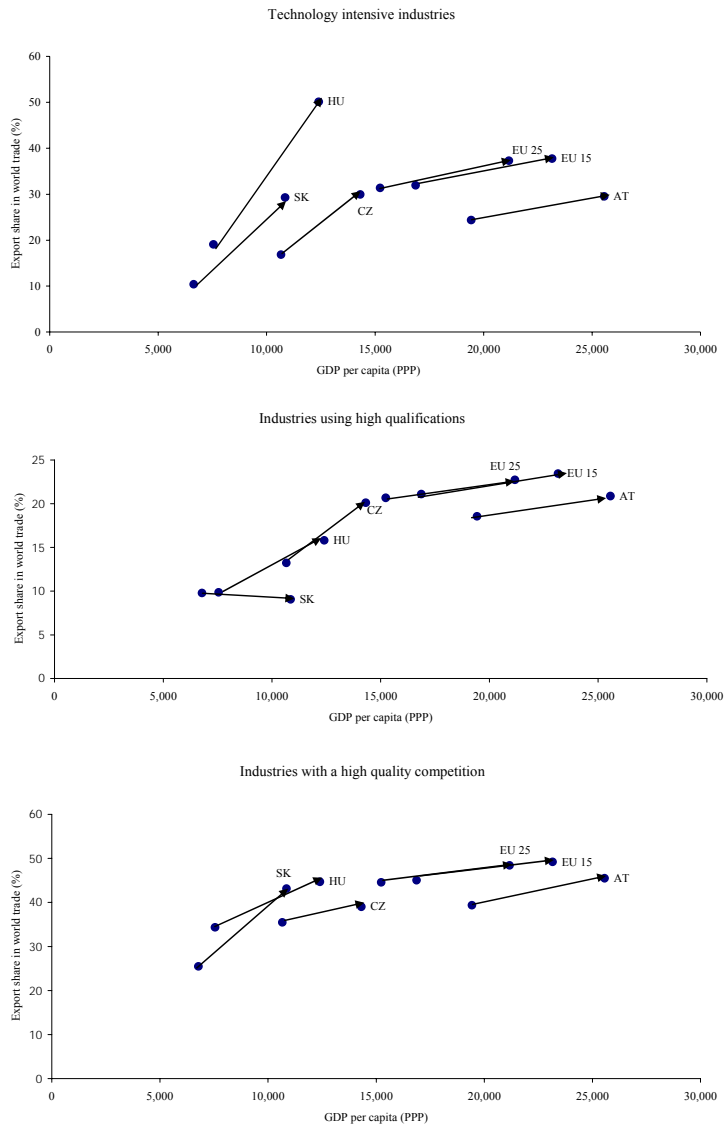 Technology intensive industries
60
50
40
30
20
10
0
Export share in world trade (%)
HU
SK
CZ
EU 25
EU 15
AT
0 5,000 10,000 15,000 20,000 25,000 30,000
GDP per capita (PPP)
Industries using high qualifications
25
20
15
10
5
0
Export share in world trade (%)
EU 25
EU 15
AT
CZ
HU
SK
0 5,000 10,000 15,000 20,000 25,000 30,000
GDP per capita (PPP)
Industries with a high quality competition
60
50
40
30
20
10
0
Export share in world trade (%)
EU 25
EU 15
SK
HU
AT
CZ
0 5,000 10,000 15,000 20,000 25,000 30,000
GDP per capita (PPP)